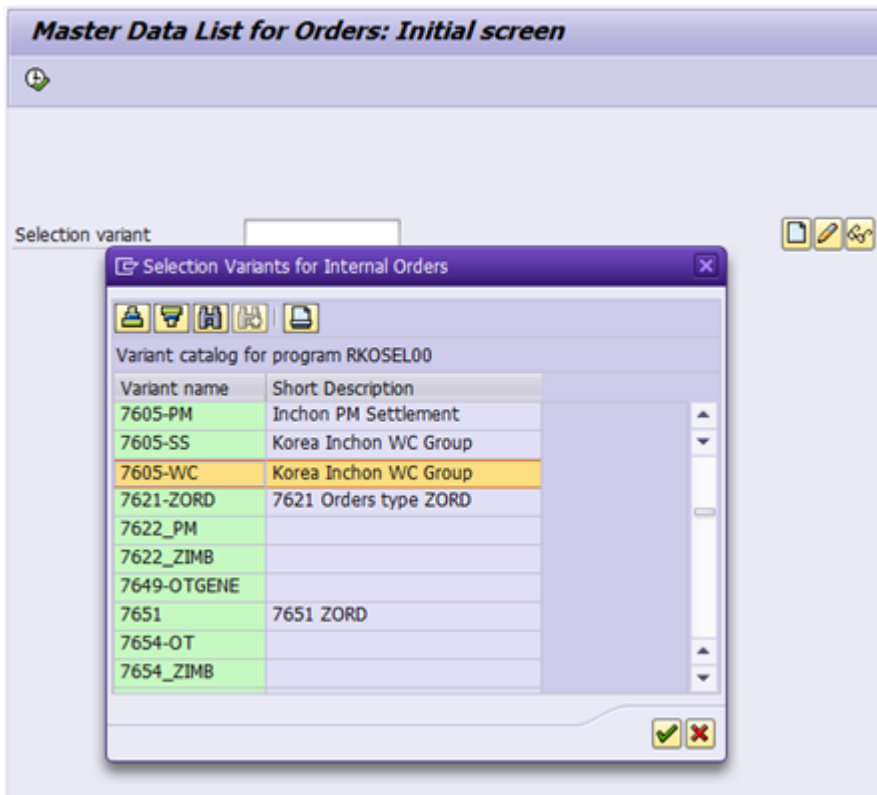 Master Data List for Orders: Initial screen
Selection variant
Selection Variants for Internal Orders
Variant catalog for program RKOSEL00
Variant name Short Description
7605-PM Inchon PM Settlement
7605-SS Korea Inchon WC Group
7605-WC Korea Inchon WC Group
7621-ZORD 7621 Orders type ZORD
7622_PM
7622_ZIMB
7649-OTGENE
7651 7651 ZORD
7654-OT
7654_ZIMB